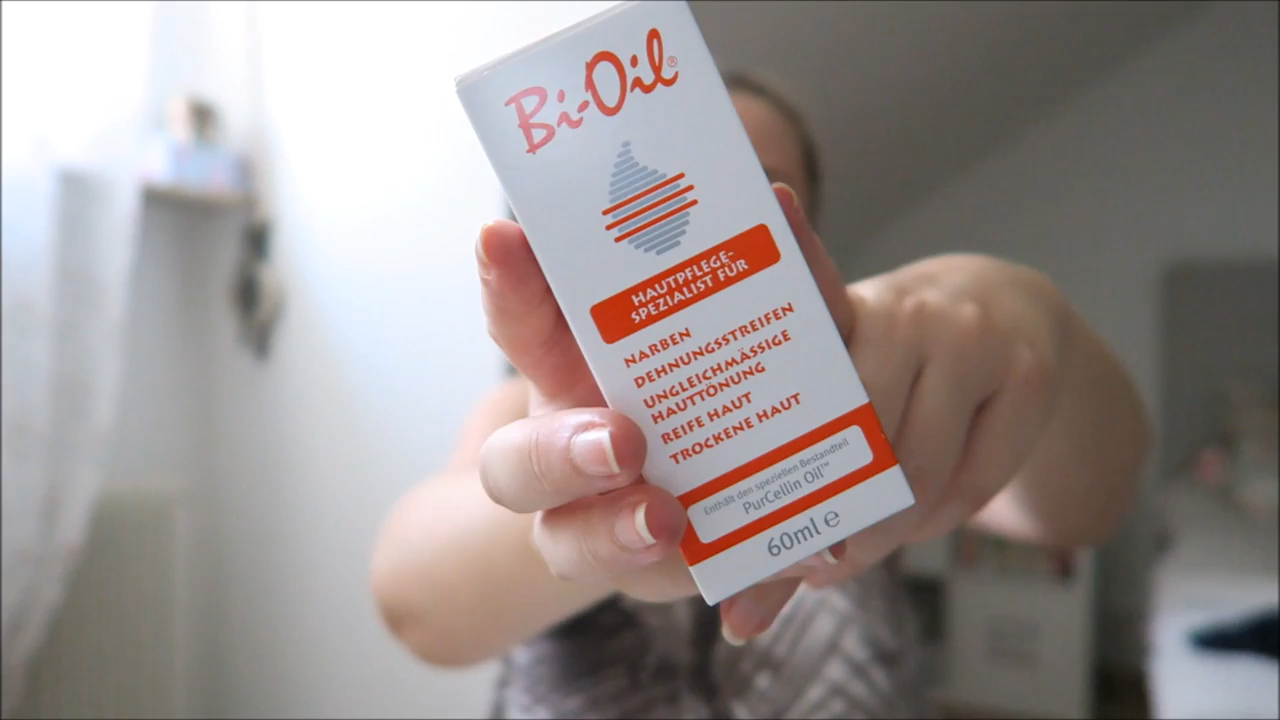 Bi-Oil®
HAUTPFLEGE-
SPEZIALIST FÜR
NARBEN
DEHNUNGSSTREIFEN
UNGLEICHMÄSSIGE
HAUTTÖNUNG
REIFE HAUT
TROCKENE HAUT
Enthält den speziellen Bestandteil
PurCellin Oil™
60ml ℮